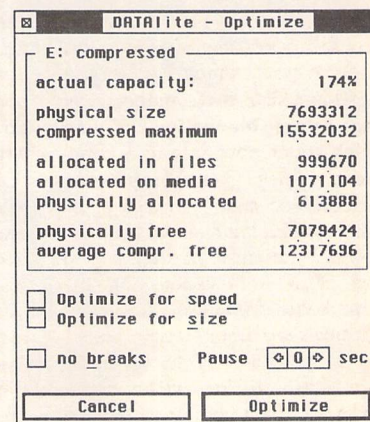 DATAlite - Optimize
E: compressed
actual capacity: 174%
physical size 7693312
compressed maximum 15532032
allocated in files 999670
allocated on media 1071104
physically allocated 613888
physically free 7079424
average compr. free 12317696
Optimize for speed
Optimize for size
no breaks Pause 0 sec
Cancel Optimize